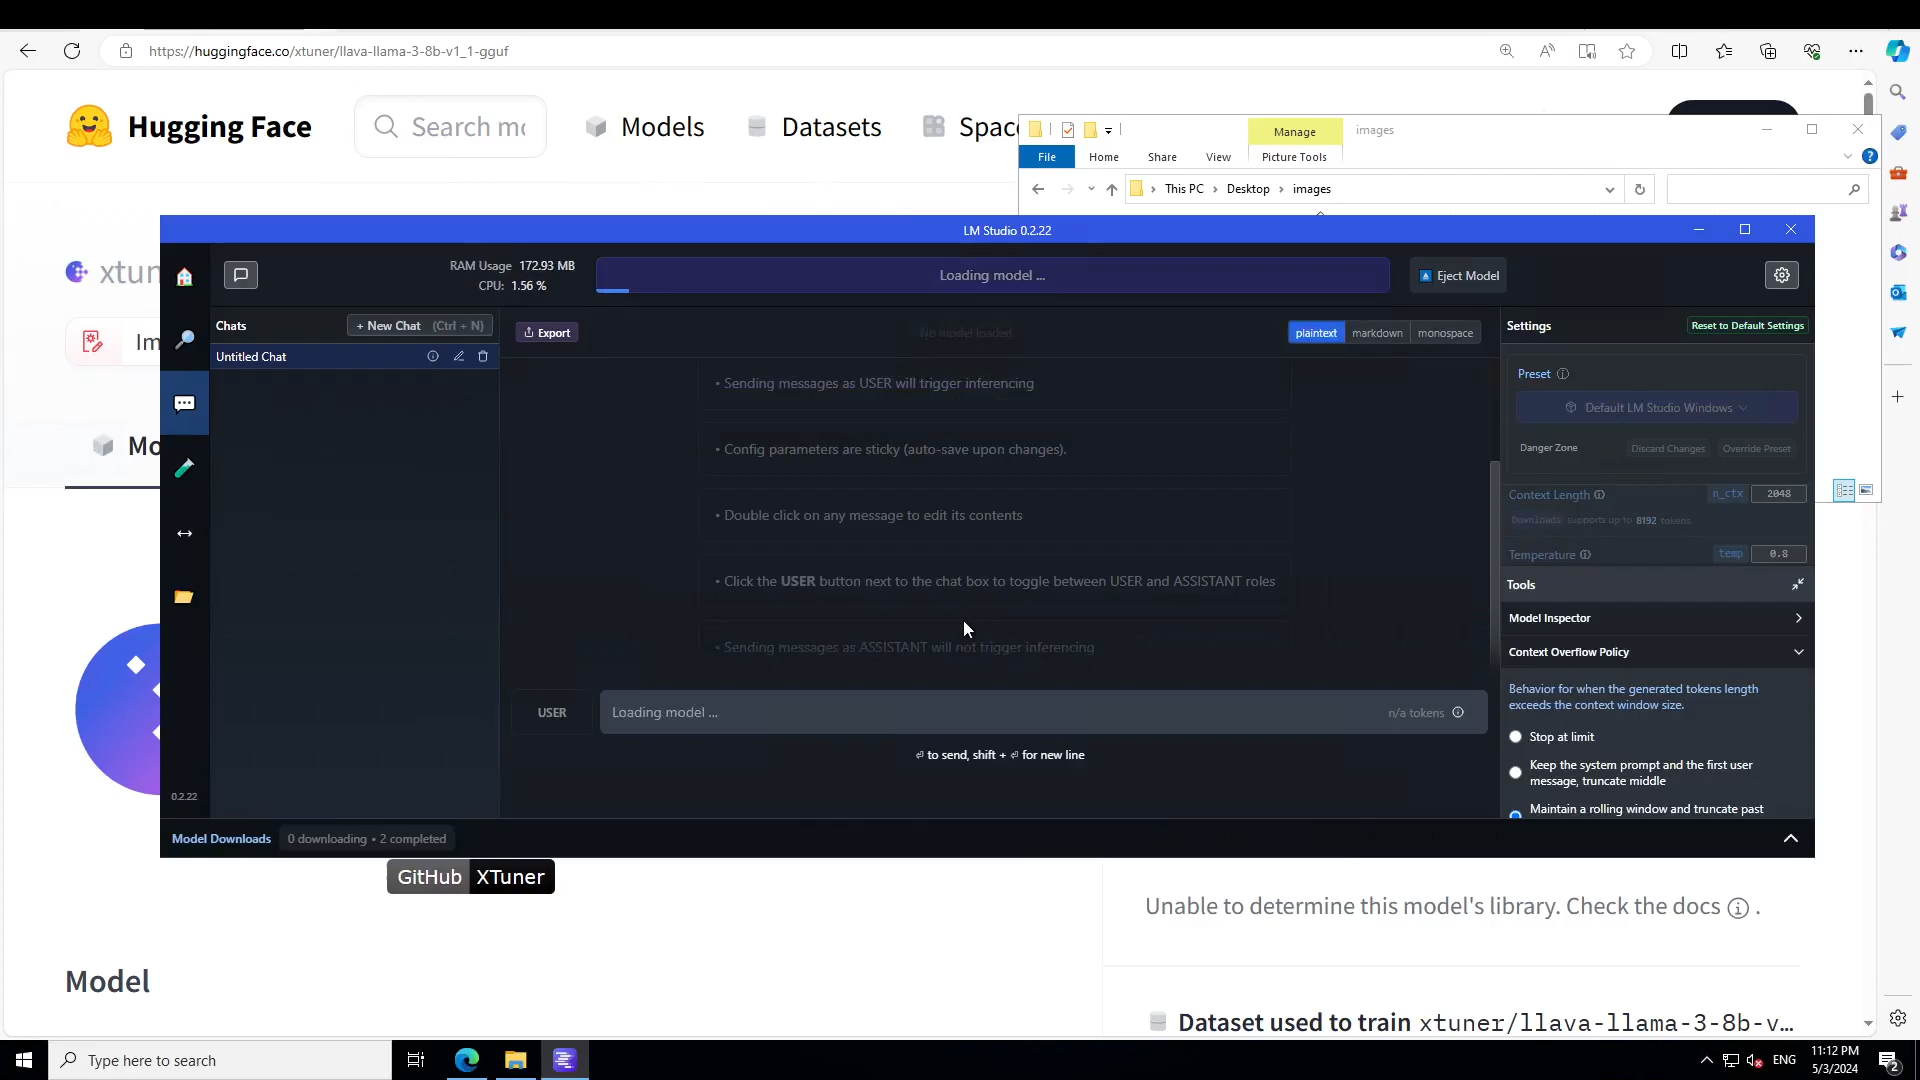 https://huggingface.co/xtuner/llava-llama-3-8b-v1_1-gguf
Hugging Face
Search mo
Models
Datasets
Spac
Manage
images
File
Home
Share
View
Picture Tools
This PC
Desktop
images
xtun
Im
Mo
LM Studio 0.2.22
RAM Usage 172.93 MB
CPU: 1.56 %
Loading model ...
Eject Model
Chats
+ New Chat (Ctrl + N)
Untitled Chat
Export
No model loaded
plaintext
markdown
monospace
• Sending messages as USER will trigger inferencing
• Config parameters are sticky (auto-save upon changes).
• Double click on any message to edit its contents
• Click the USER button next to the chat box to toggle between USER and ASSISTANT roles
• Sending messages as ASSISTANT will not trigger inferencing
USER
Loading model ...
n/a tokens
⏎ to send, shift + ⏎ for new line
Settings
Reset to Default Settings
Preset
Default LM Studio Windows
Danger Zone
Discard Changes
Override Preset
Context Length
n_ctx
2048
Downloads supports up to 8192 tokens
Temperature
temp
0.8
Tools
Model Inspector
Context Overflow Policy
Behavior for when the generated tokens length
exceeds the context window size.
Stop at limit
Keep the system prompt and the first user
message, truncate middle
Maintain a rolling window and truncate past
0.2.22
Model Downloads
0 downloading • 2 completed
GitHub XTuner
Unable to determine this model's library. Check the docs .
Model
Dataset used to train xtuner/llava-llama-3-8b-v...
Type here to search
ENG
11:12 PM
5/3/2024
2